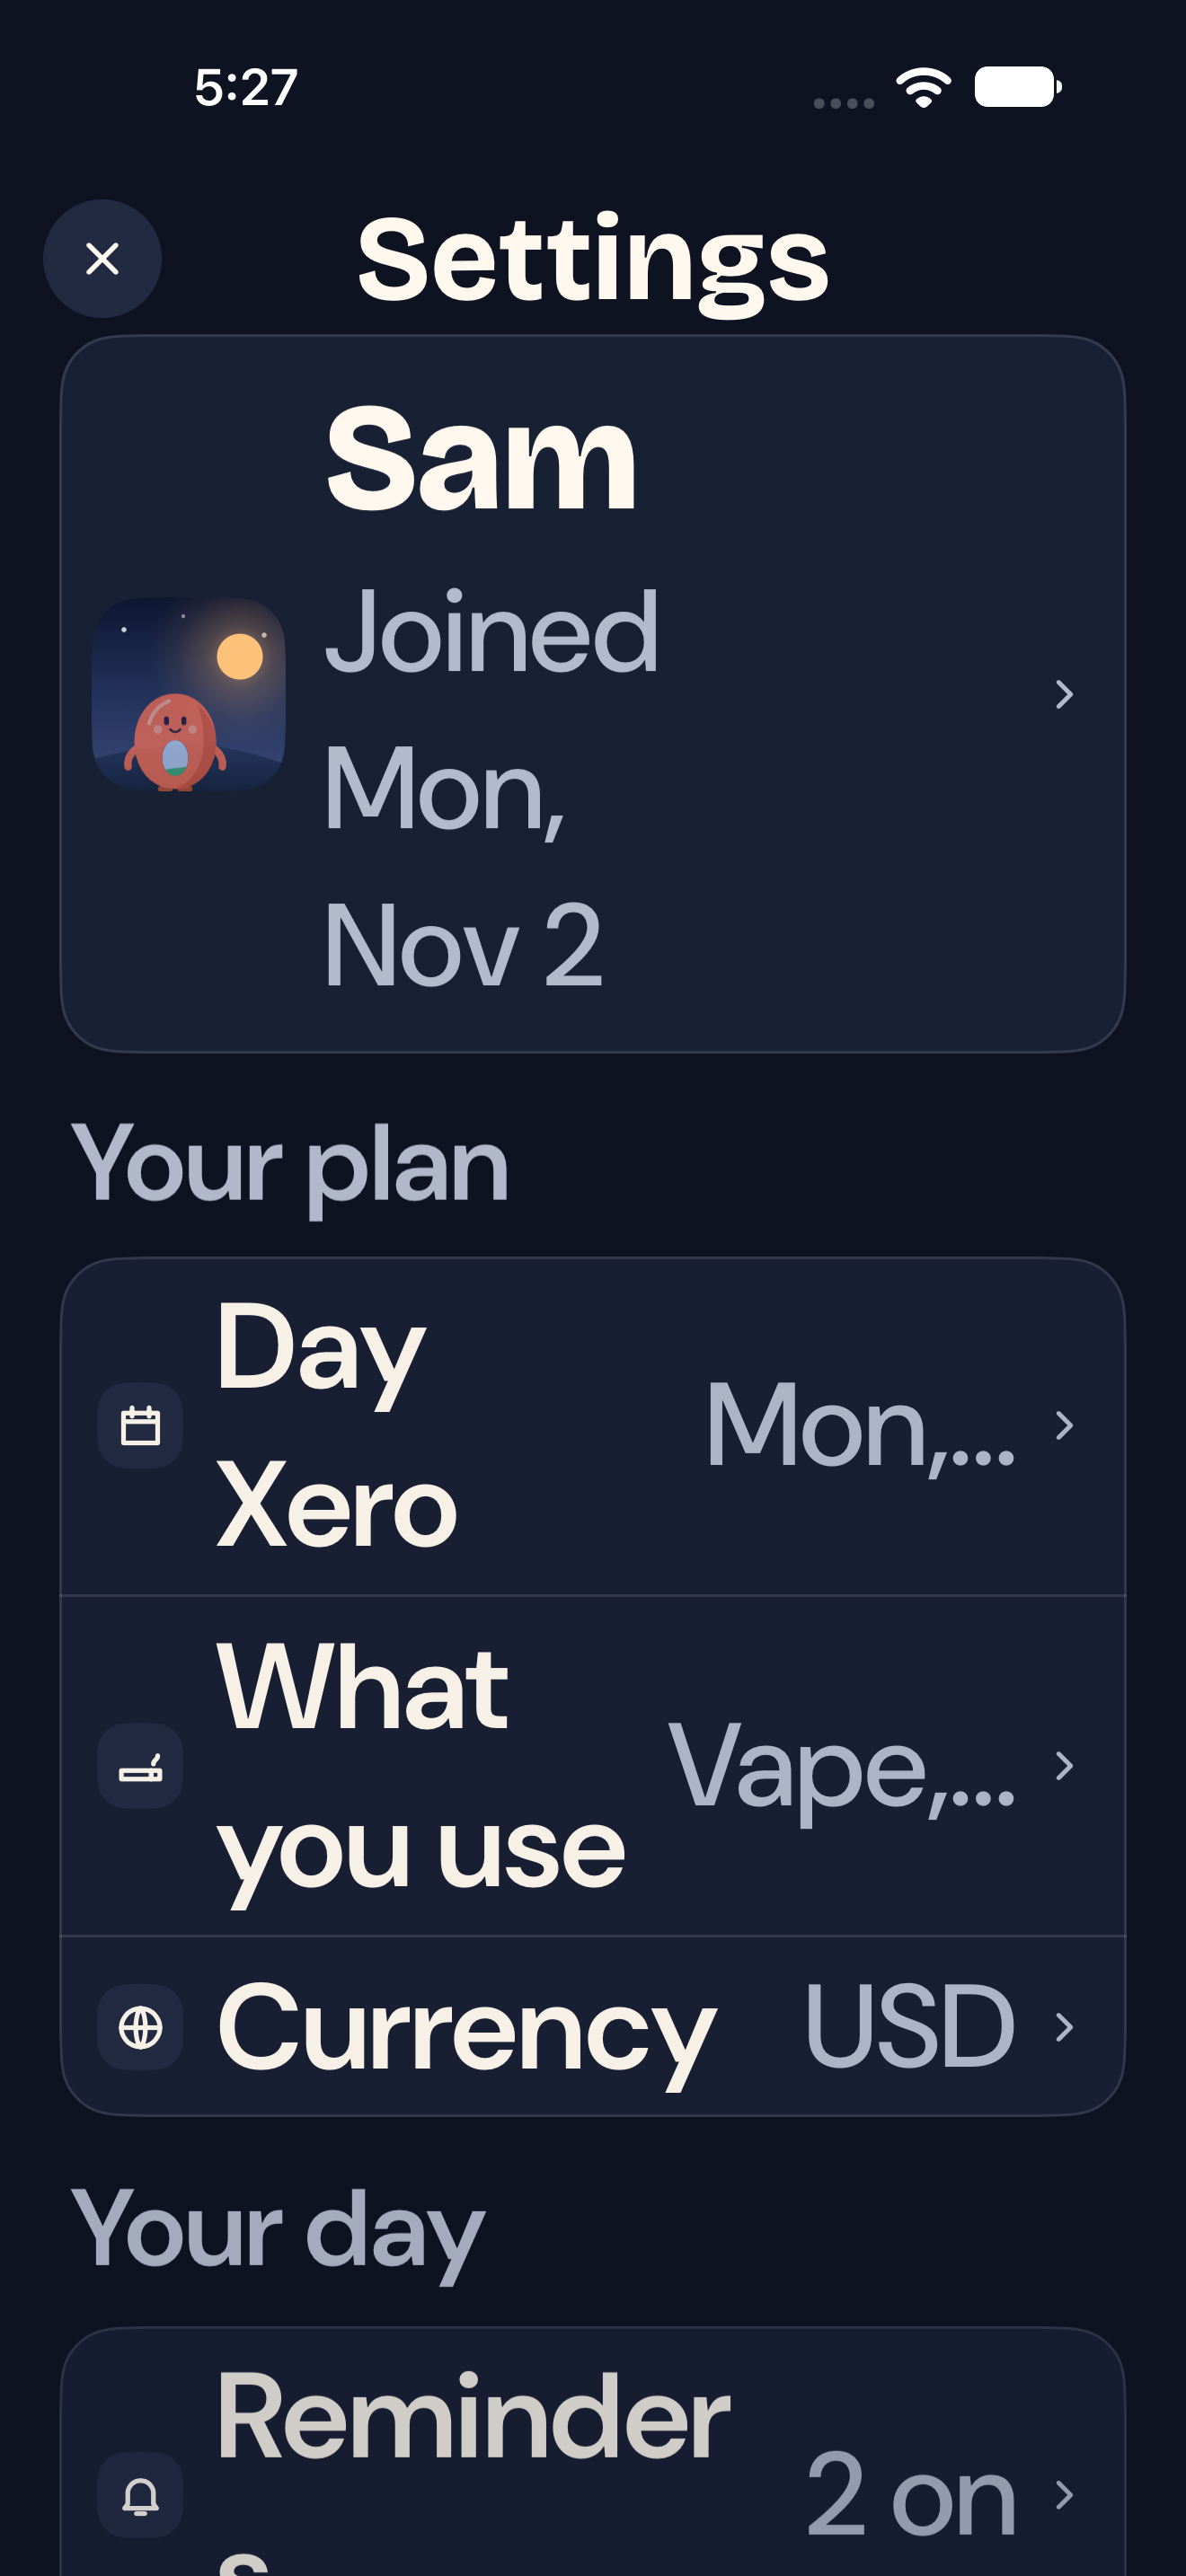 5:27
Settings
Sam
Joined
Mon,
Nov 2
Your plan
Day
Xero
Mon,...
What
you use
Vape,...
Currency
USD
Your day
Reminder
s
2 on